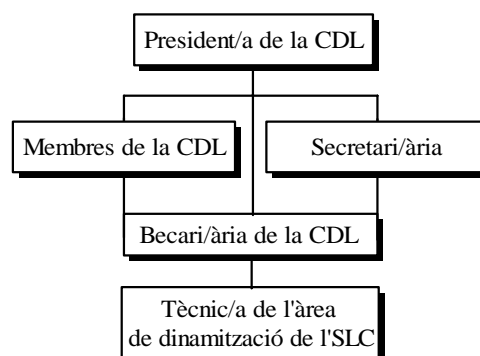 President/a de la CDL
Membres de la CDL
Secretari/ària
Becari/ària de la CDL
Tècnic/a de l'àrea
de dinamització de l'SLC